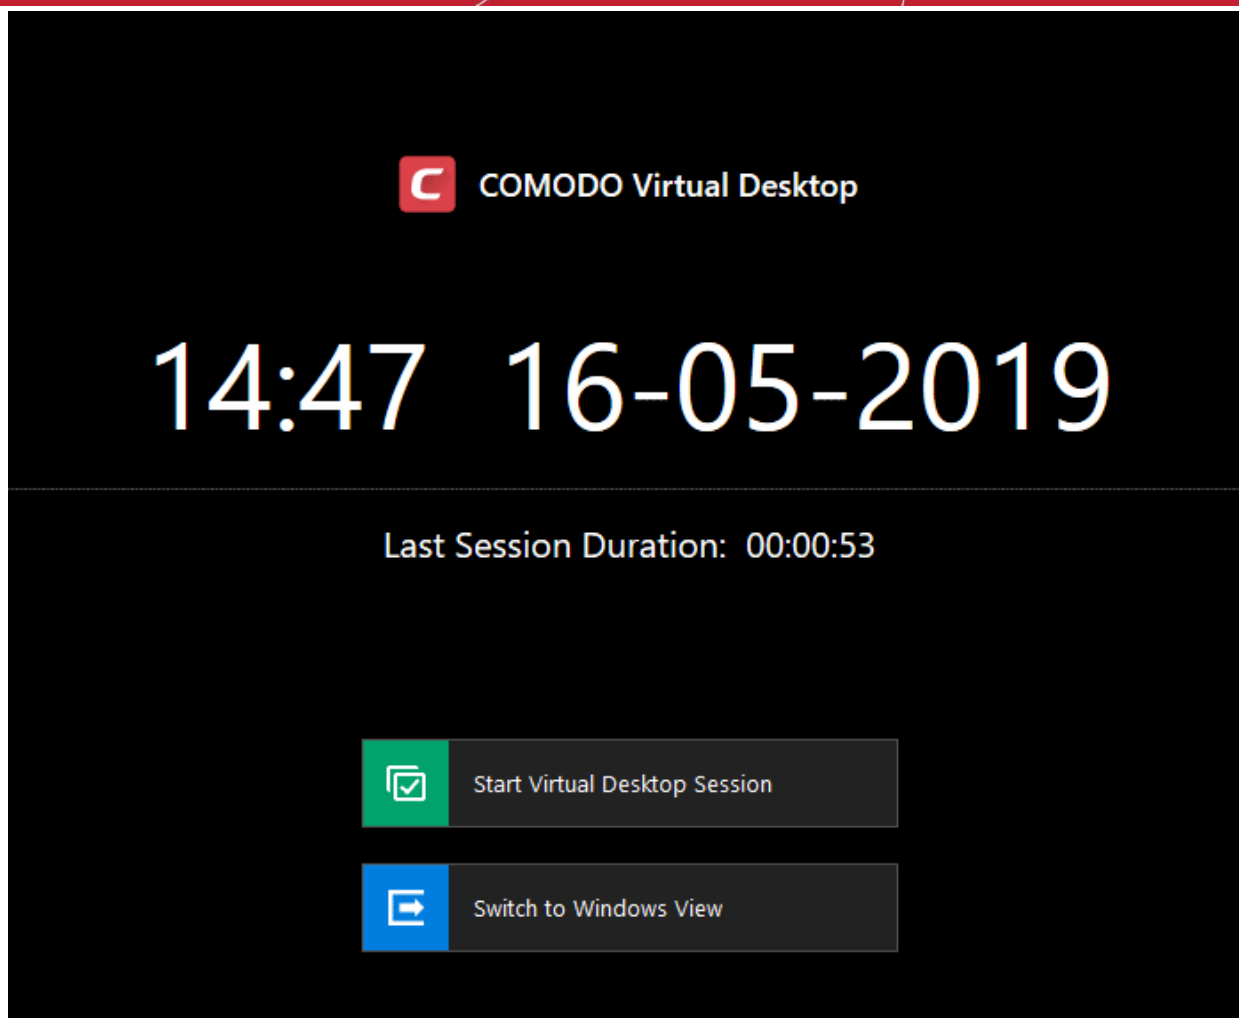 COMODO Virtual Desktop
14:47 16-05-2019
Last Session Duration: 00:00:53
Start Virtual Desktop Session
Switch to Windows View